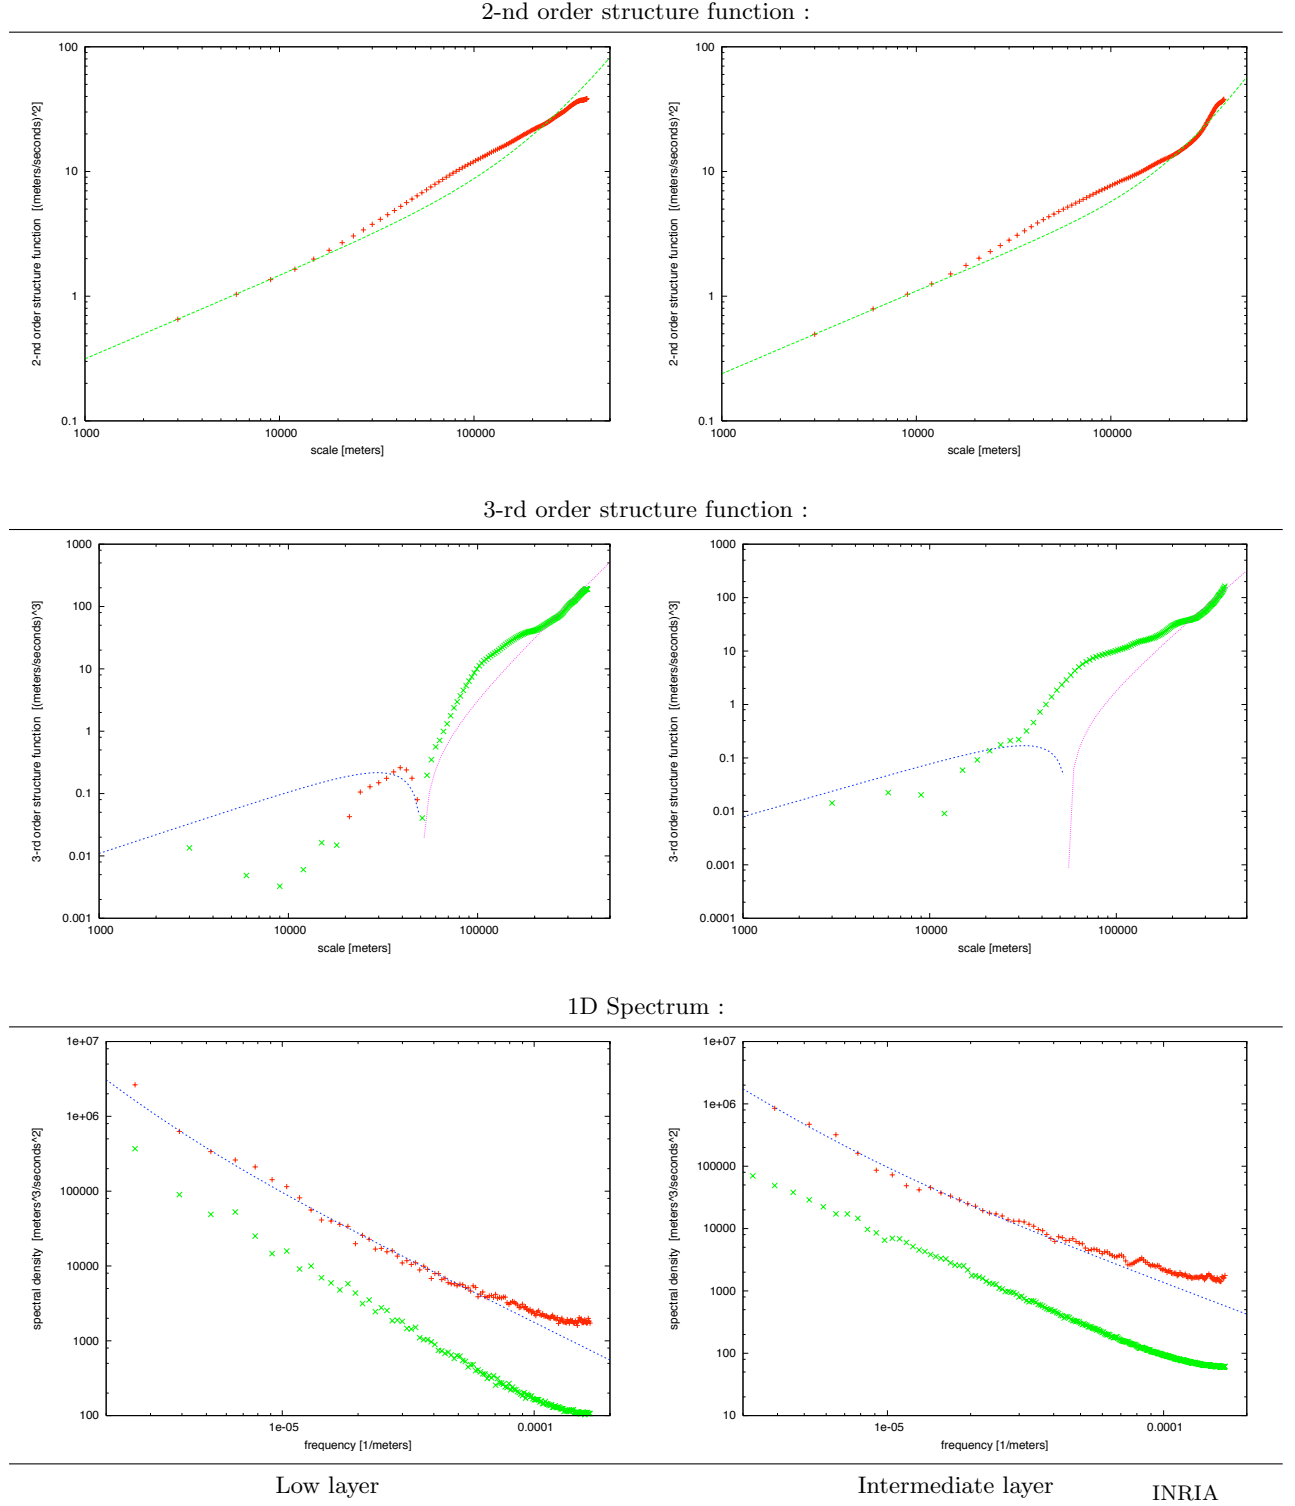 2-nd order structure function :
100
10
1
0.1
1000 10000 100000
scale [meters]
2-nd order structure function [(meters/seconds)^2]
100
10
1
0.1
1000 10000 100000
scale [meters]
2-nd order structure function [(meters/seconds)^2]
3-rd order structure function :
1000
100
10
1
0.1
0.01
0.001
1000 10000 100000
scale [meters]
3-rd order structure function [(meters/seconds)^3]
1000
100
10
1
0.1
0.01
0.001
0.0001
1000 10000 100000
scale [meters]
3-rd order structure function [(meters/seconds)^3]
1D Spectrum :
1e+07
1e+06
100000
10000
1000
100
1e-05 0.0001
frequency [1/meters]
spectral density [meters^3/seconds^2]
1e+07
1e+06
100000
10000
1000
100
10
1e-05 0.0001
frequency [1/meters]
spectral density [meters^3/seconds^2]
Low layer
Intermediate layer
INRIA